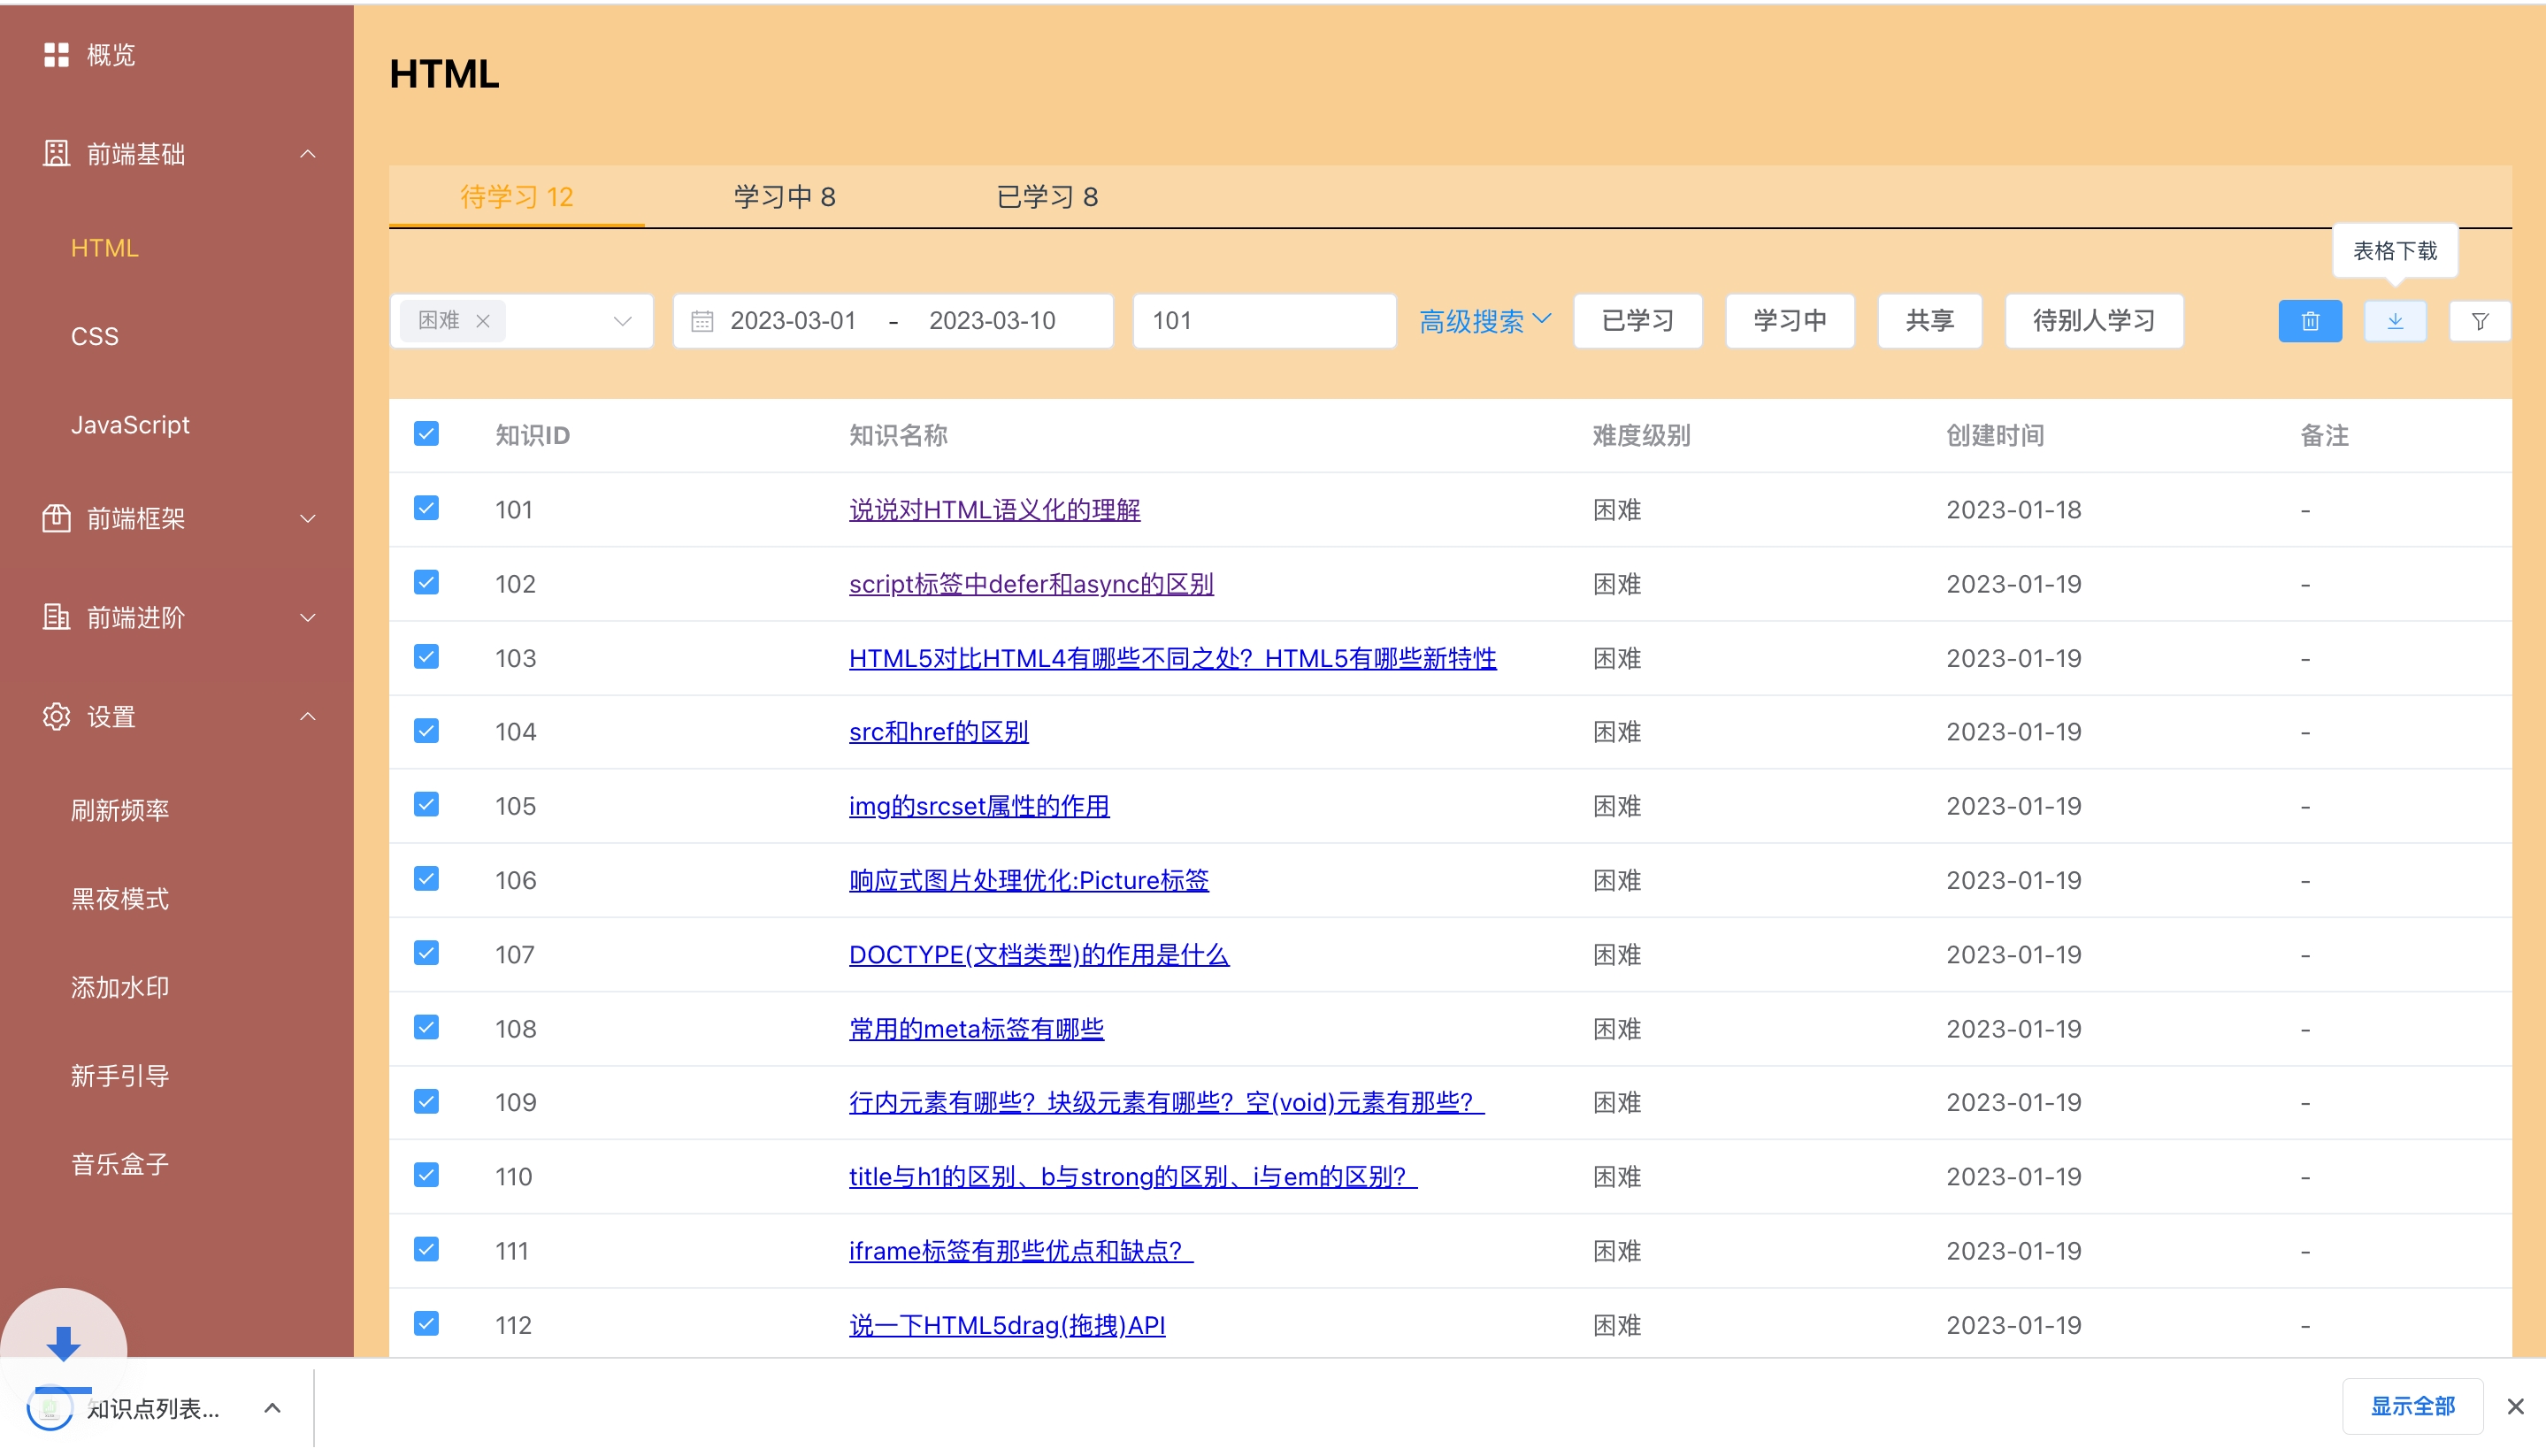 概览
前端基础
HTML
CSS
JavaScript
前端框架
前端进阶
设置
刷新频率
黑夜模式
添加水印
新手引导
音乐盒子
HTML
待学习 12 学习中 8 已学习 8
表格下载
困难 2023-03-01 - 2023-03-10 101 高级搜索 已学习 学习中 共享 待别人学习
知识ID 知识名称 难度级别 创建时间 备注
101 说说对HTML语义化的理解 困难 2023-01-18 -
102 script标签中defer和async的区别 困难 2023-01-19 -
103 HTML5对比HTML4有哪些不同之处？HTML5有哪些新特性 困难 2023-01-19 -
104 src和href的区别 困难 2023-01-19 -
105 img的srcset属性的作用 困难 2023-01-19 -
106 响应式图片处理优化:Picture标签 困难 2023-01-19 -
107 DOCTYPE(文档类型)的作用是什么 困难 2023-01-19 -
108 常用的meta标签有哪些 困难 2023-01-19 -
109 行内元素有哪些？块级元素有哪些？空(void)元素有那些？ 困难 2023-01-19 -
110 title与h1的区别、b与strong的区别、i与em的区别？ 困难 2023-01-19 -
111 iframe标签有那些优点和缺点？ 困难 2023-01-19 -
112 说一下HTML5drag(拖拽)API 困难 2023-01-19 -
知识点列表... 显示全部